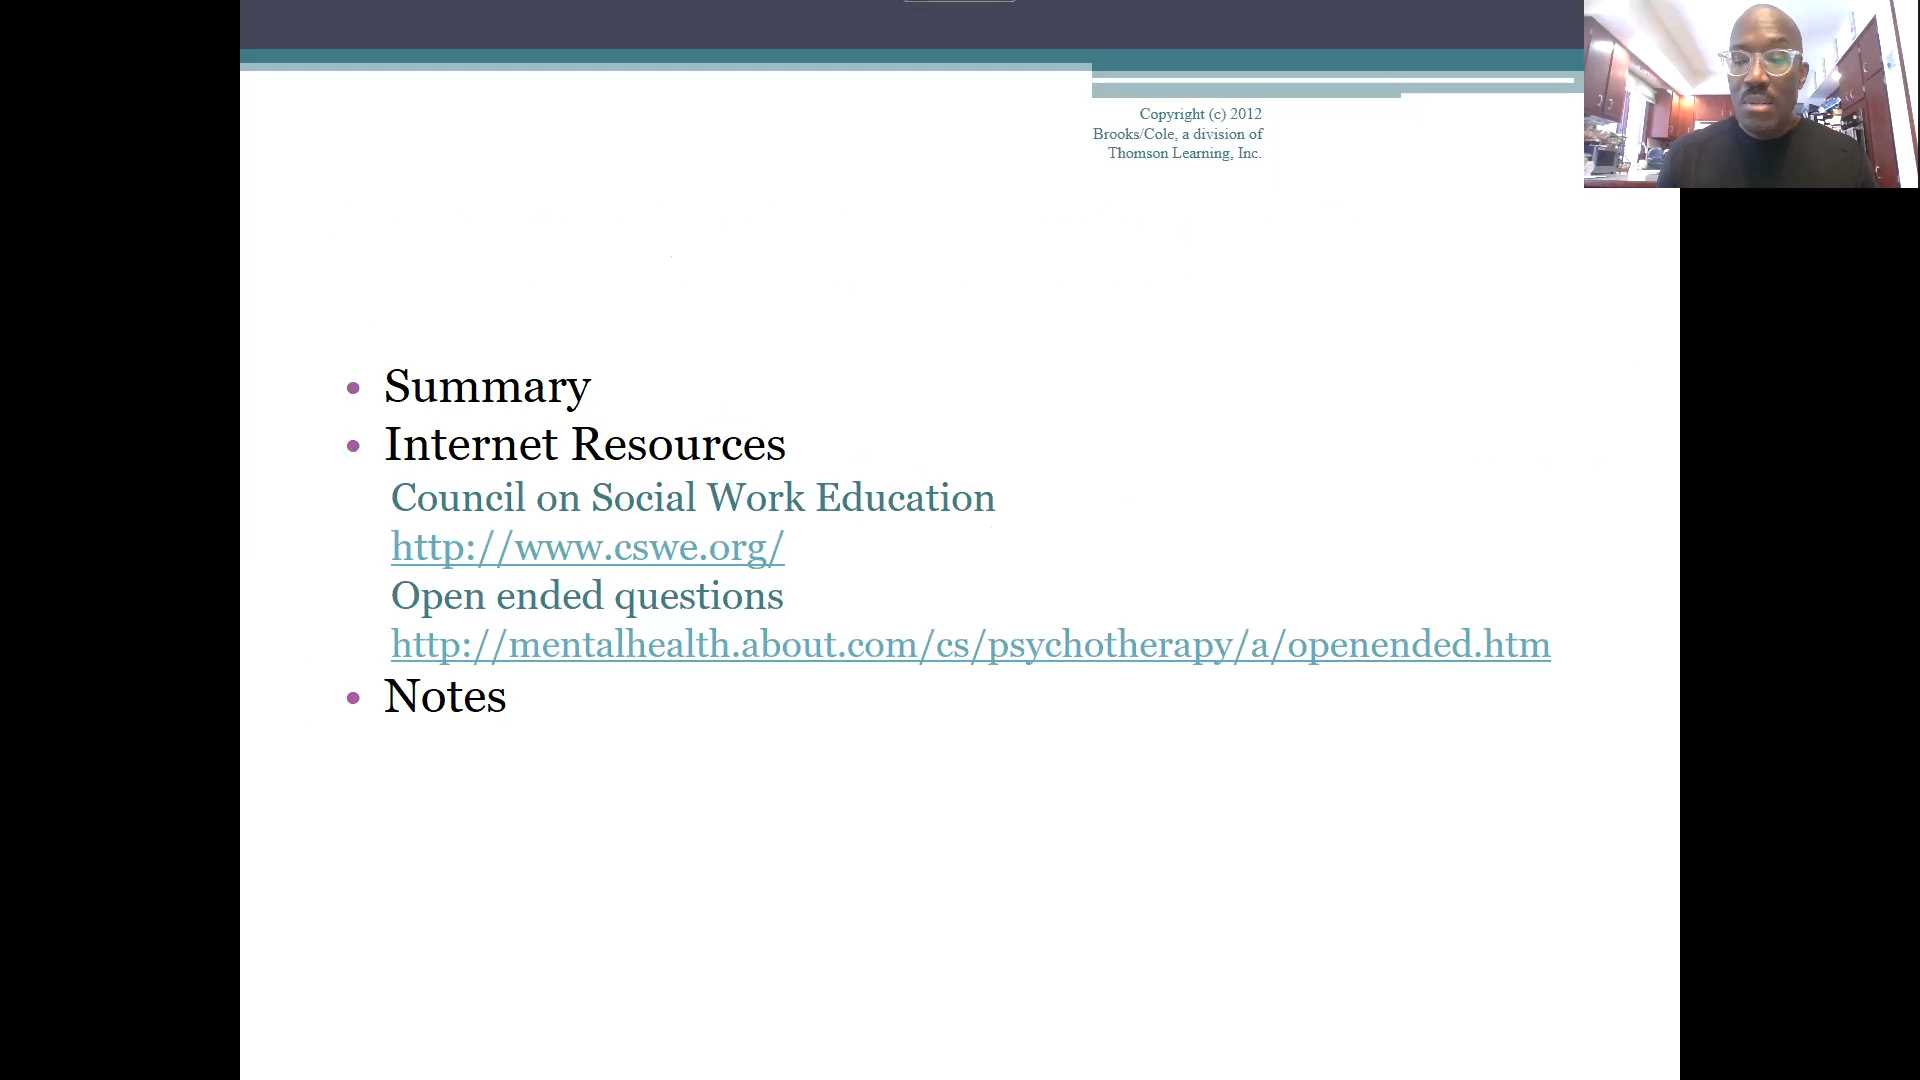 Copyright (c) 2012
Brooks/Cole, a division of
Thomson Learning, Inc.
• Summary
• Internet Resources
Council on Social Work Education
http://www.cswe.org/
Open ended questions
http://mentalhealth.about.com/cs/psychotherapy/a/openended.htm
• Notes